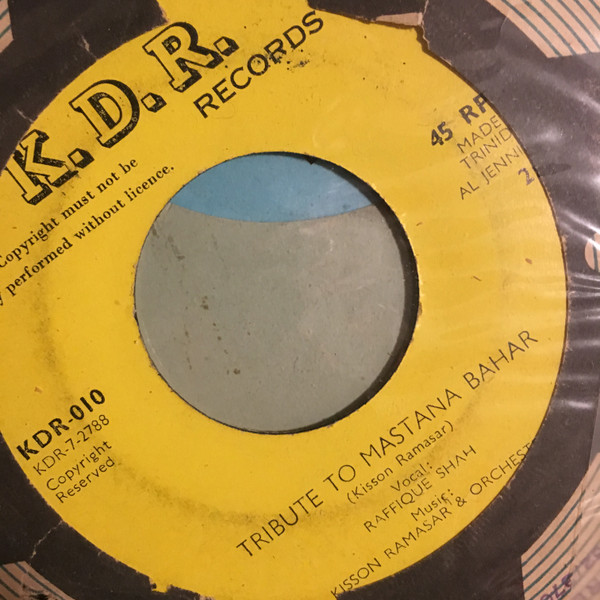 K.D.R.
RECORDS
Copyright must not be
performed without licence.
45 RP
MADE
TRINID
AL JENN
2
KDR-010
KDR-7-2788
Copyright
Reserved
TRIBUTE TO MASTANA BAHAR
(Kisson Ramasar)
Vocal:
RAFFIQUE SHAH
Music:
KISSON RAMASAR & ORCHEST